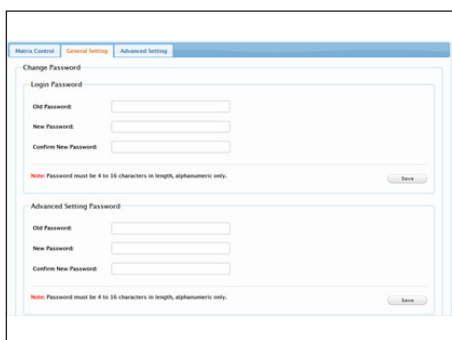 Matrix Control General Setting Advanced Setting
Change Password
Login Password
Old Password:
New Password:
Confirm New Password:
Note: Password must be 4 to 16 characters in length, alphanumeric only.
Save
Advanced Setting Password
Old Password:
New Password:
Confirm New Password:
Note: Password must be 4 to 16 characters in length, alphanumeric only.
Save